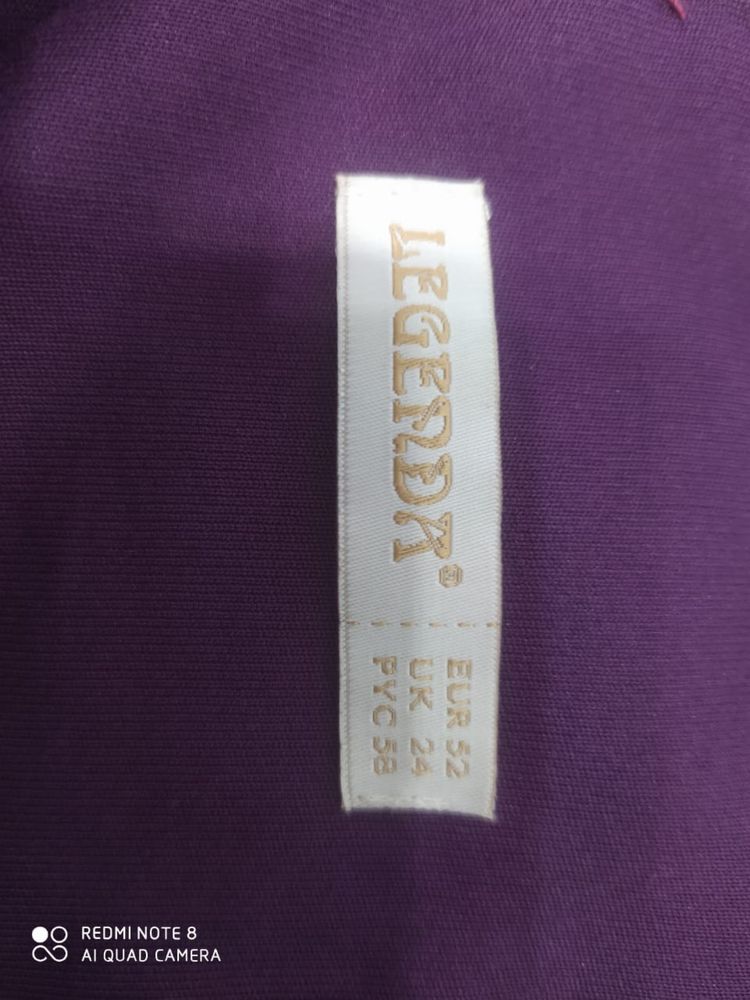 LEGENDA®
EUR 52
UK 24
РУС 58
REDMI NOTE 8
AI QUAD CAMERA